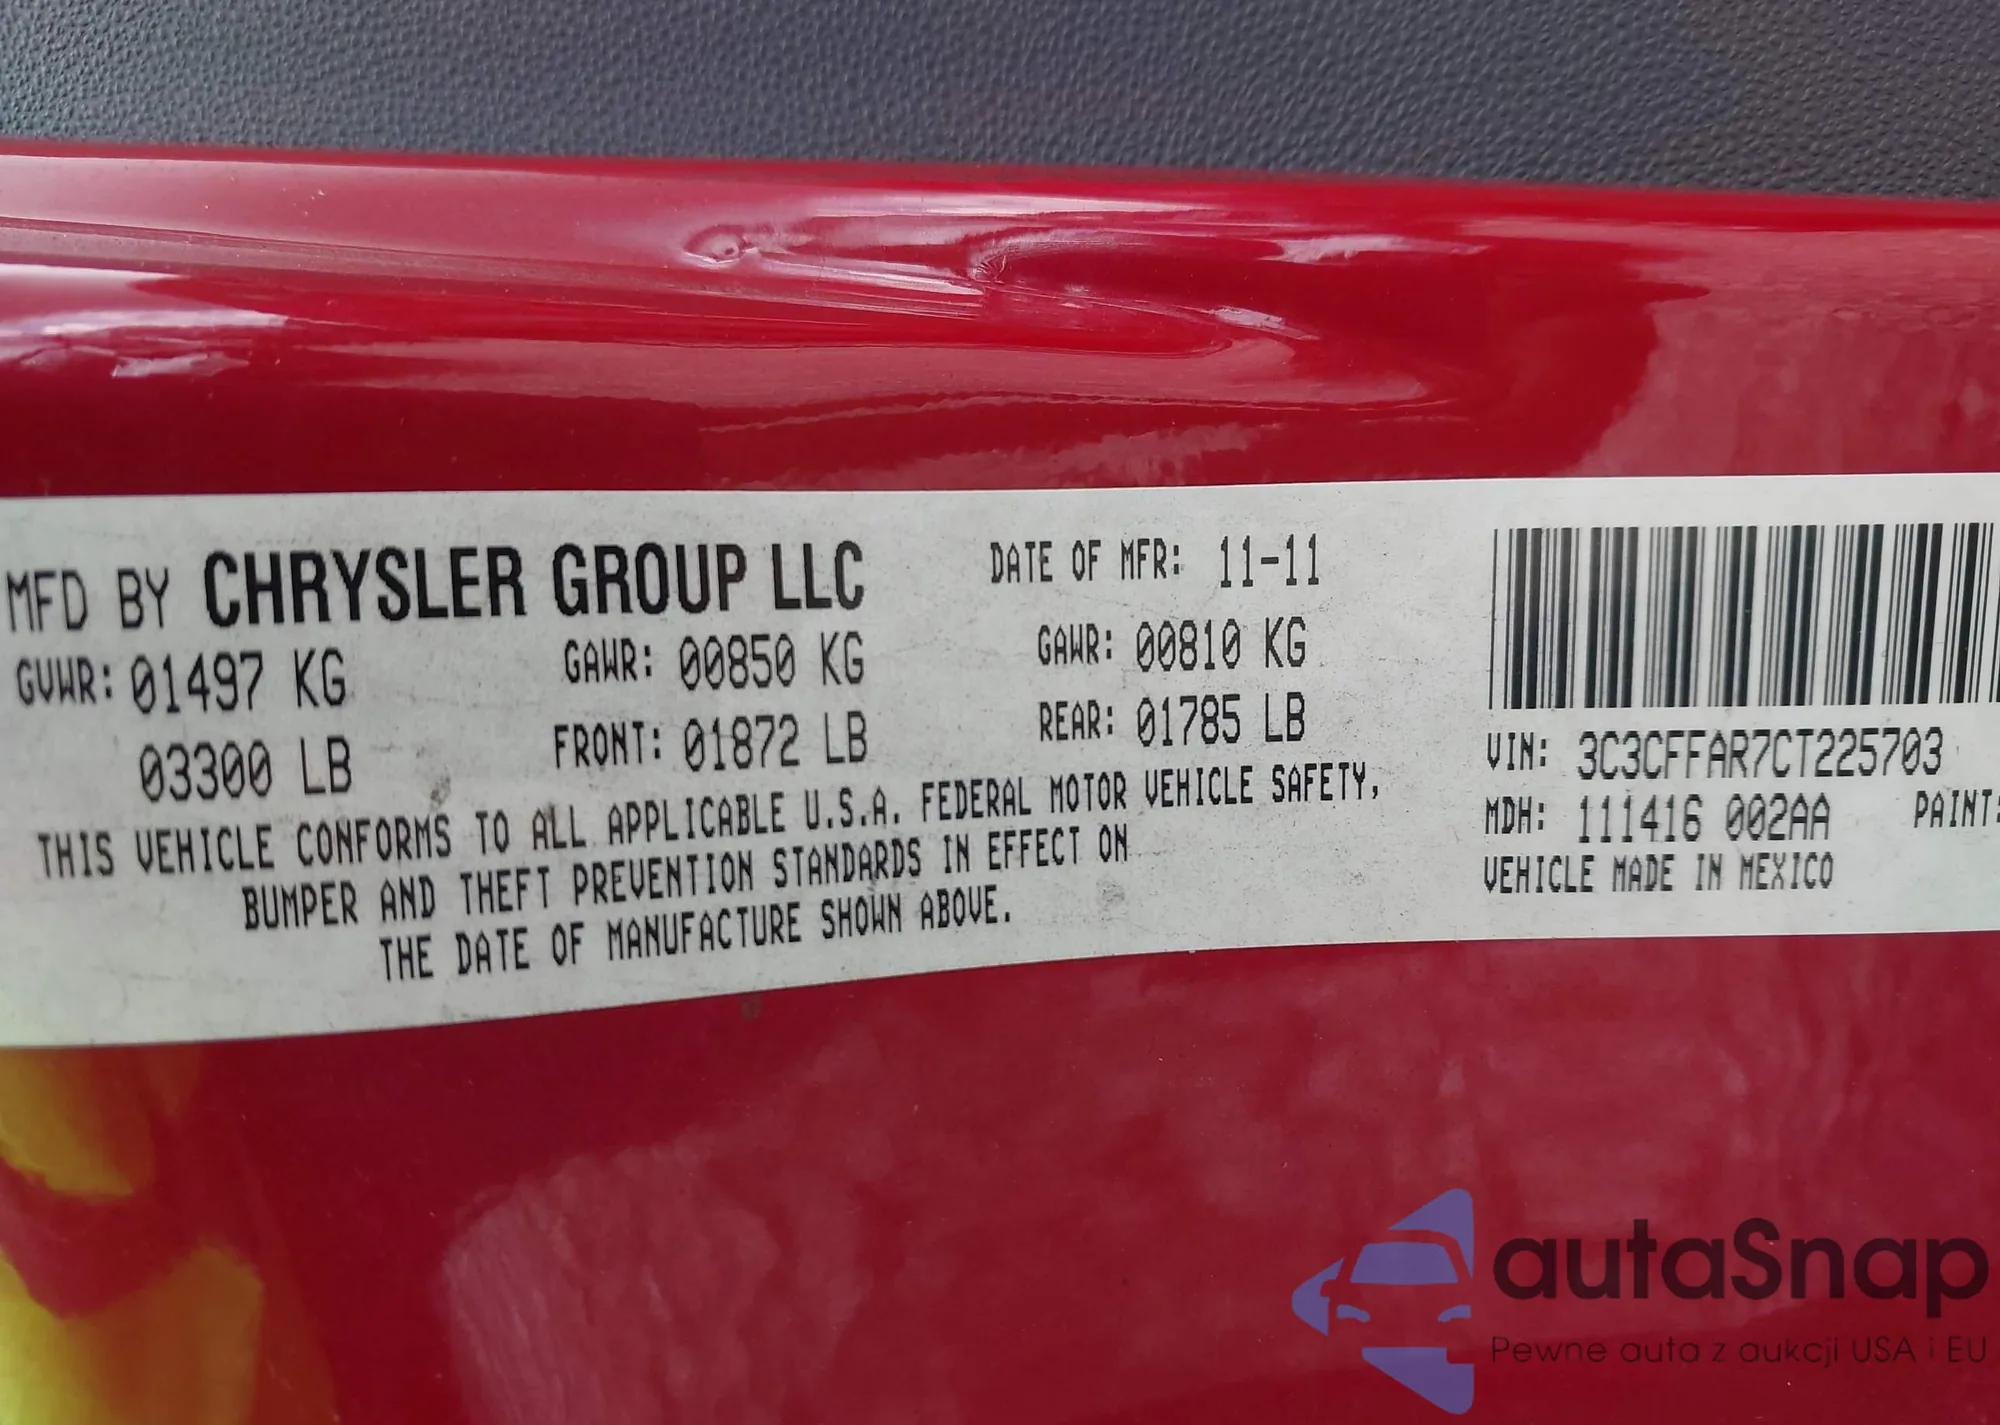 MFD BY CHRYSLER GROUP LLC DATE OF MFR: 11-11
GVWR: 01497 KG GAWR: 00850 KG GAWR: 00810 KG
03300 LB FRONT: 01872 LB REAR: 01785 LB
THIS VEHICLE CONFORMS TO ALL APPLICABLE U.S.A. FEDERAL MOTOR VEHICLE SAFETY,
BUMPER AND THEFT PREVENTION STANDARDS IN EFFECT ON
THE DATE OF MANUFACTURE SHOWN ABOVE.
VIN: 3C3CFFAR7CT225703
MDH: 111416 002AA PAINT:
VEHICLE MADE IN MEXICO
autaSnap
Pewne auta z aukcji USA i EU